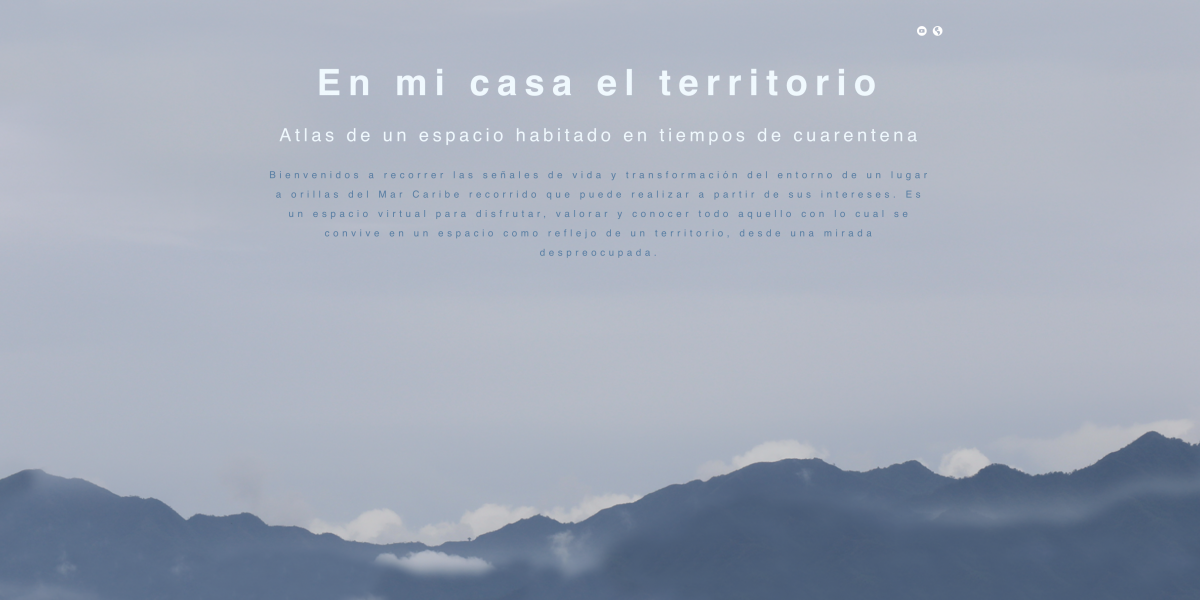 En mi casa el territorio
Atlas de un espacio habitado en tiempos de cuarentena
Bienvenidos a recorrer las señales de vida y transformación del entorno de un lugar
a orillas del Mar Caribe recorrido que puede realizar a partir de sus intereses. Es
un espacio virtual para disfrutar, valorar y conocer todo aquello con lo cual se
convive en un espacio como reflejo de un territorio, desde una mirada
despreocupada.